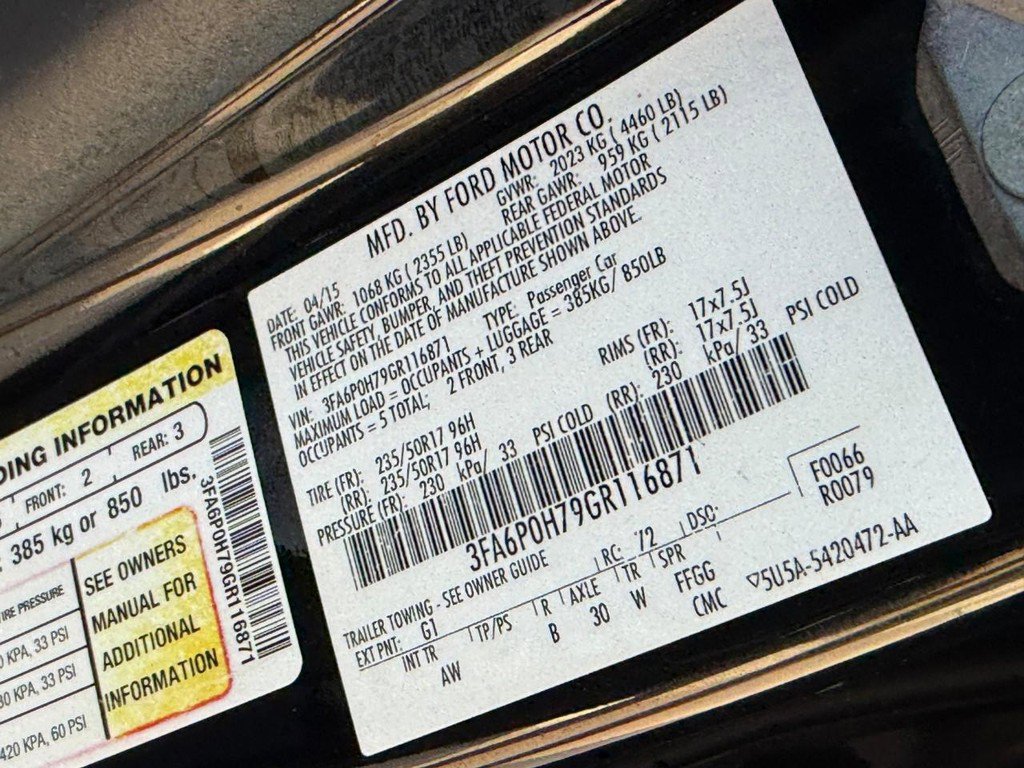 MFD. BY FORD MOTOR CO.
DATE: 04/15 GVWR: 2023 KG ( 4460 LB)
FRONT GAWR: 1068 KG ( 2355 LB) REAR GAWR: 959 KG ( 2115 LB)
THIS VEHICLE CONFORMS TO ALL APPLICABLE FEDERAL MOTOR
VEHICLE SAFETY, BUMPER, AND THEFT PREVENTION STANDARDS
IN EFFECT ON THE DATE OF MANUFACTURE SHOWN ABOVE.
VIN: 3FA6P0H79GR116871 TYPE: Passenger Car
MAXIMUM LOAD = OCCUPANTS + LUGGAGE = 385KG/ 850LB
OCCUPANTS = 5 TOTAL; 2 FRONT, 3 REAR
TIRE (FR): 235/50R17 96H RIMS (FR): 17x7.5J
(RR): 235/50R17 96H (RR): 17x7.5J
PRESSURE (FR): 230 kPa/ 33 PSI COLD (RR): 230 kPa/ 33 PSI COLD
3FA6P0H79GR116871
F0066
R0079
TRAILER TOWING - SEE OWNER GUIDE
EXT PNT: G1 RC: 72 DSO:
INT TR TP/PS R AXLE TR SPR
AW B 30 W FFGG
CMC 5U5A-5420472-AA
DING INFORMATION
FRONT: 2 REAR: 3
385 kg or 850 lbs.
IRE PRESSURE
KPA, 33 PSI
30 KPA, 33 PSI
420 KPA, 60 PSI
SEE OWNERS
MANUAL FOR
ADDITIONAL
INFORMATION
3FA6P0H79GR116871